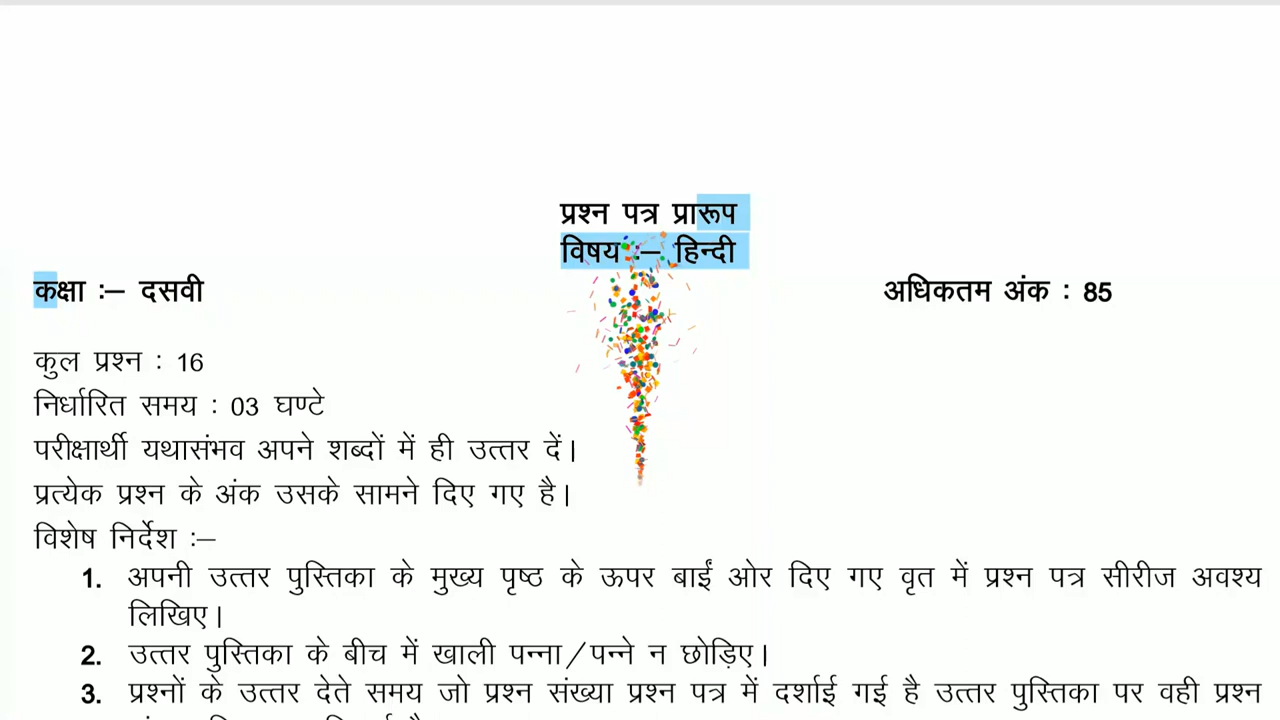 प्रश्न पत्र प्रारूप
विषय :– हिन्दी
कक्षा :– दसवी अधिकतम अंक : 85
कुल प्रश्न : 16
निर्धारित समय : 03 घण्टे
परीक्षार्थी यथासंभव अपने शब्दों में ही उत्तर दें।
प्रत्येक प्रश्न के अंक उसके सामने दिए गए है।
विशेष निर्देश :–
1. अपनी उत्तर पुस्तिका के मुख्य पृष्ठ के ऊपर बाईं ओर दिए गए वृत में प्रश्न पत्र सीरीज अवश्य
लिखिए।
2. उत्तर पुस्तिका के बीच में खाली पन्ना/पन्ने न छोड़िए।
3. प्रश्नों के उत्तर देते समय जो प्रश्न संख्या प्रश्न पत्र में दर्शाई गई है उत्तर पुस्तिका पर वही प्रश्न